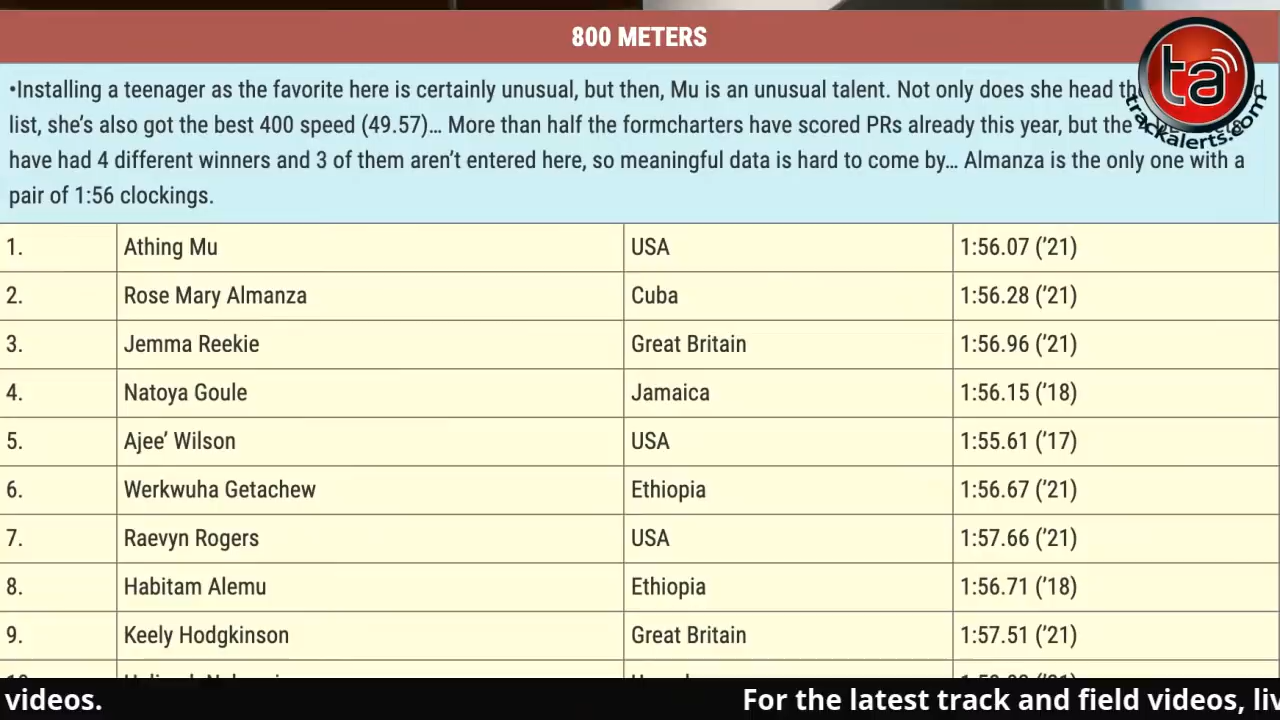 800 METERS
ta
trackalerts.com
•Installing a teenager as the favorite here is certainly unusual, but then, Mu is an unusual talent. Not only does she head
list, she's also got the best 400 speed (49.57)... More than half the formcharters have scored PRs already this year, but the
have had 4 different winners and 3 of them aren't entered here, so meaningful data is hard to come by... Almanza is the only one with a
pair of 1:56 clockings.
1. Athing Mu USA 1:56.07 ('21)
2. Rose Mary Almanza Cuba 1:56.28 ('21)
3. Jemma Reekie Great Britain 1:56.96 ('21)
4. Natoya Goule Jamaica 1:56.15 ('18)
5. Ajee' Wilson USA 1:55.61 ('17)
6. Werkwuha Getachew Ethiopia 1:56.67 ('21)
7. Raevyn Rogers USA 1:57.66 ('21)
8. Habitam Alemu Ethiopia 1:56.71 ('18)
9. Keely Hodgkinson Great Britain 1:57.51 ('21)
videos. For the latest track and field videos,